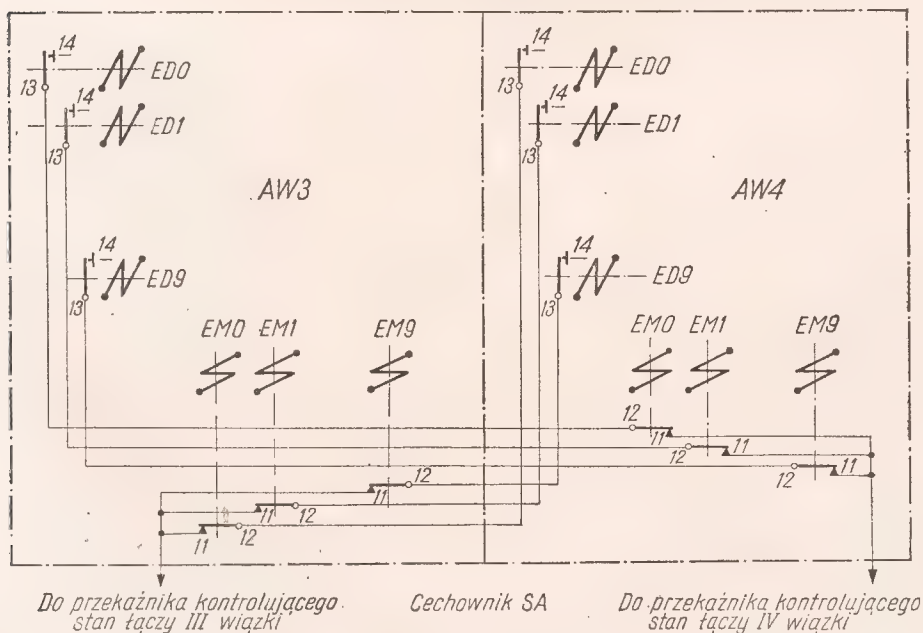 14 ED0 14 ED0
13 14 ED1 13 14 ED1
13 13
AW3 AW4
14 ED9 14 ED9
13 13
EM0 EM1 EM9 EM0 EM1 EM9
12 11
12 11
12 11
11 12
11 12
11 12
Do przekaźnika kontrolującego
stan łączy III wiązki
Cechownik SA
Do przekaźnika kontrolującego
stan łączy IV wiązki